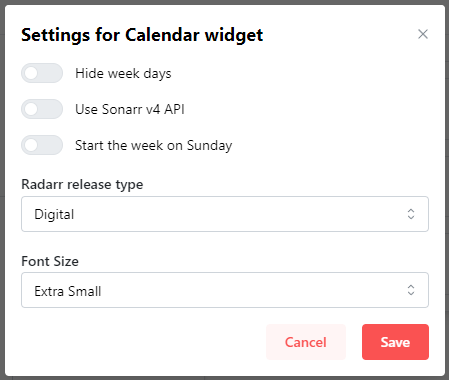 Settings for Calendar widget
Hide week days
Use Sonarr v4 API
Start the week on Sunday
Radarr release type
Digital
Font Size
Extra Small
Cancel
Save